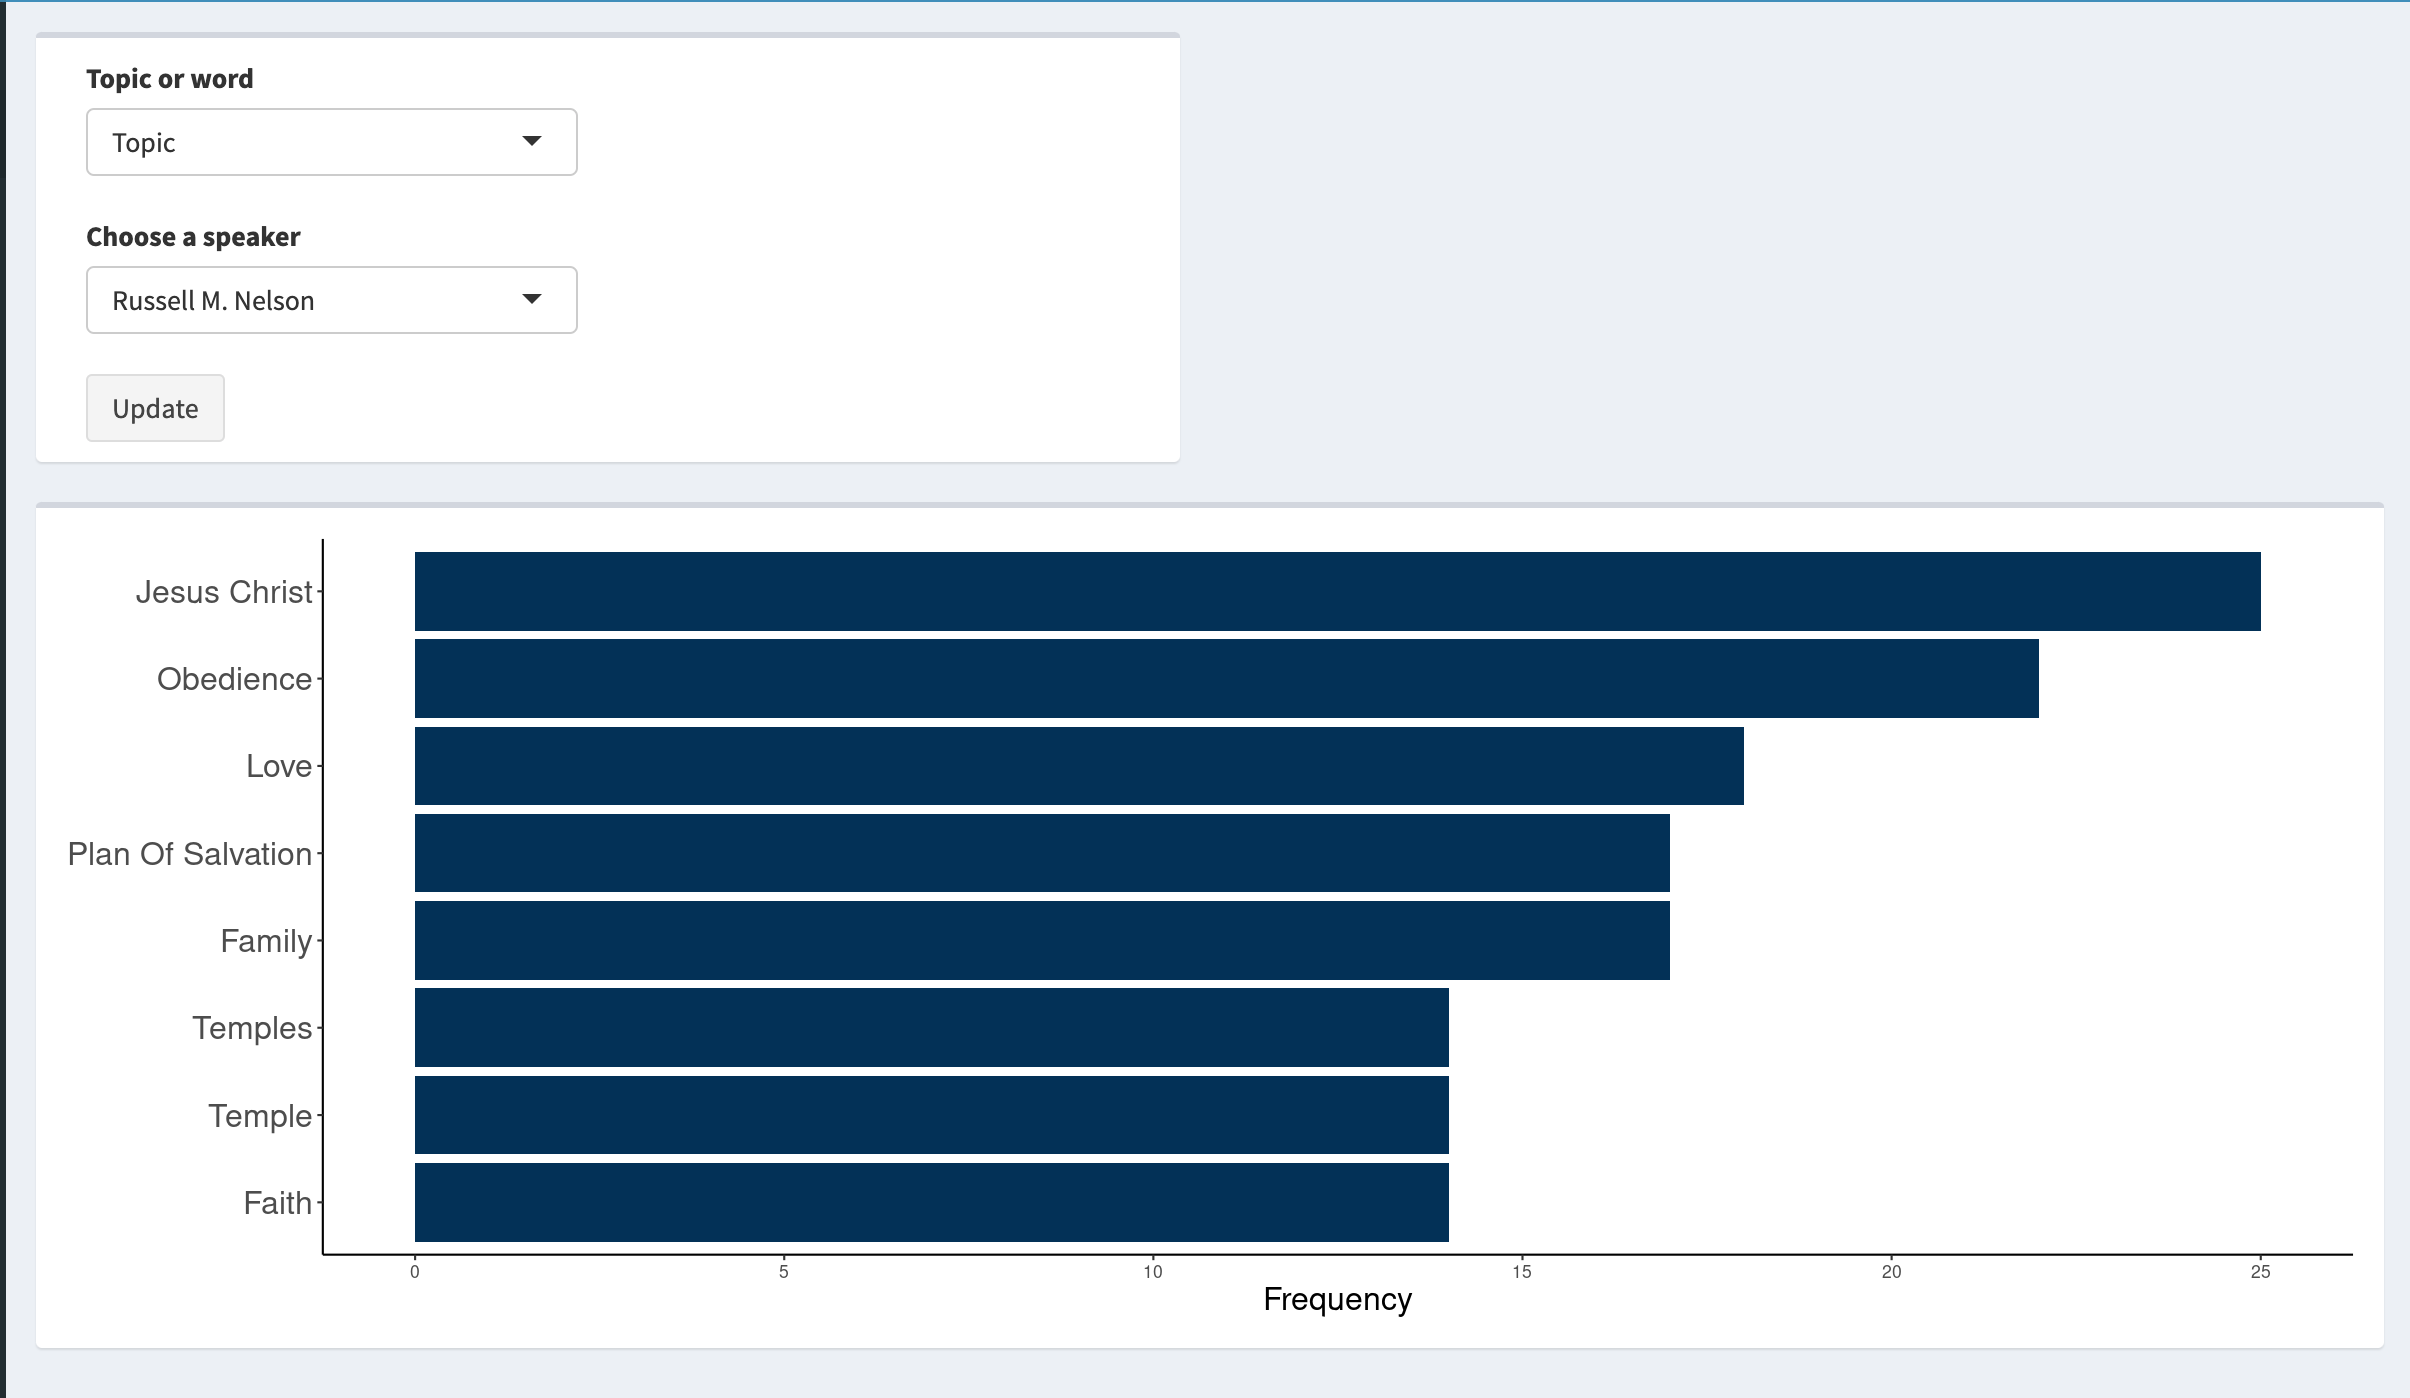 Topic or word
Topic
Choose a speaker
Russell M. Nelson
Update
Jesus Christ
Obedience
Love
Plan Of Salvation
Family
Temples
Temple
Faith
0 5 10 15 20 25
Frequency